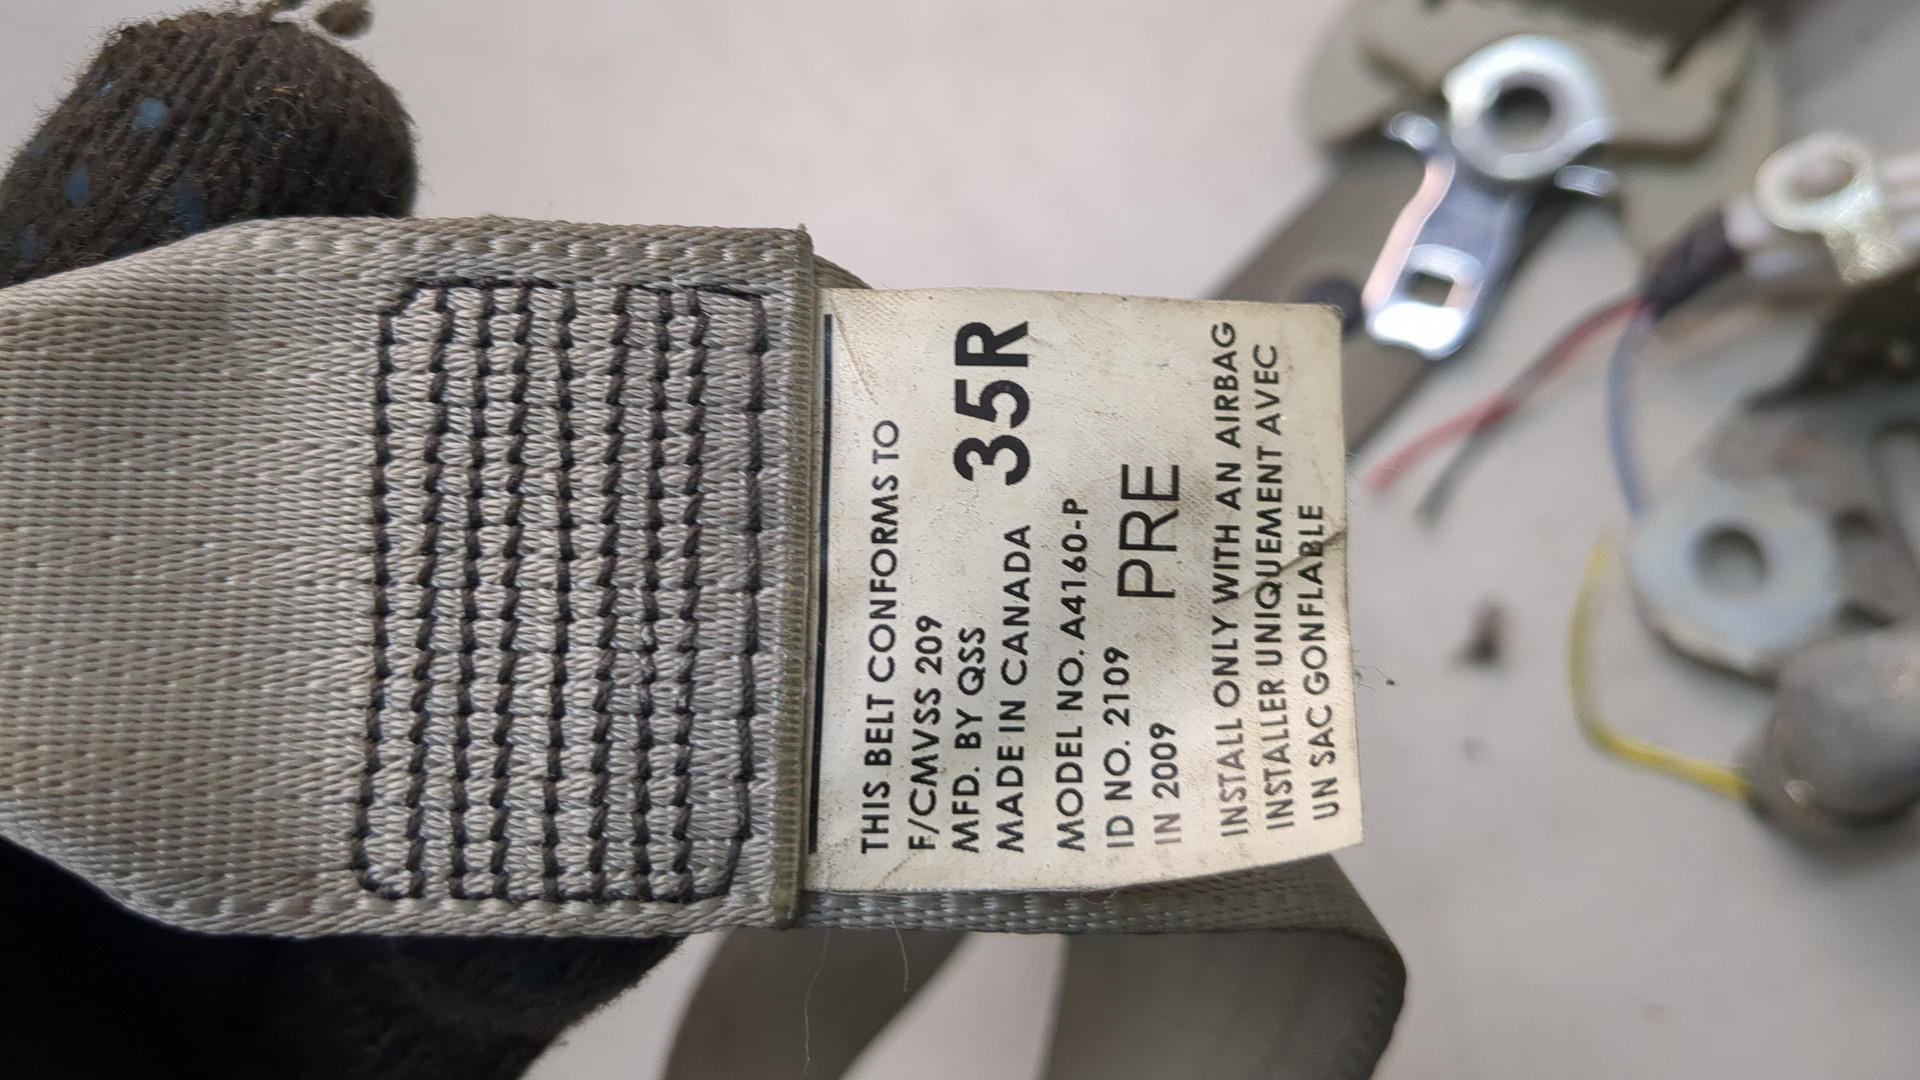 THIS BELT CONFORMS TO
F/CMVSS 209
MFD. BY QSS
MADE IN CANADA 35R
MODEL NO. A4160-P
ID NO. 2109
IN 2009 PRE
INSTALL ONLY WITH AN AIRBAG
INSTALLER UNIQUEMENT AVEC
UN SAC GONFLABLE